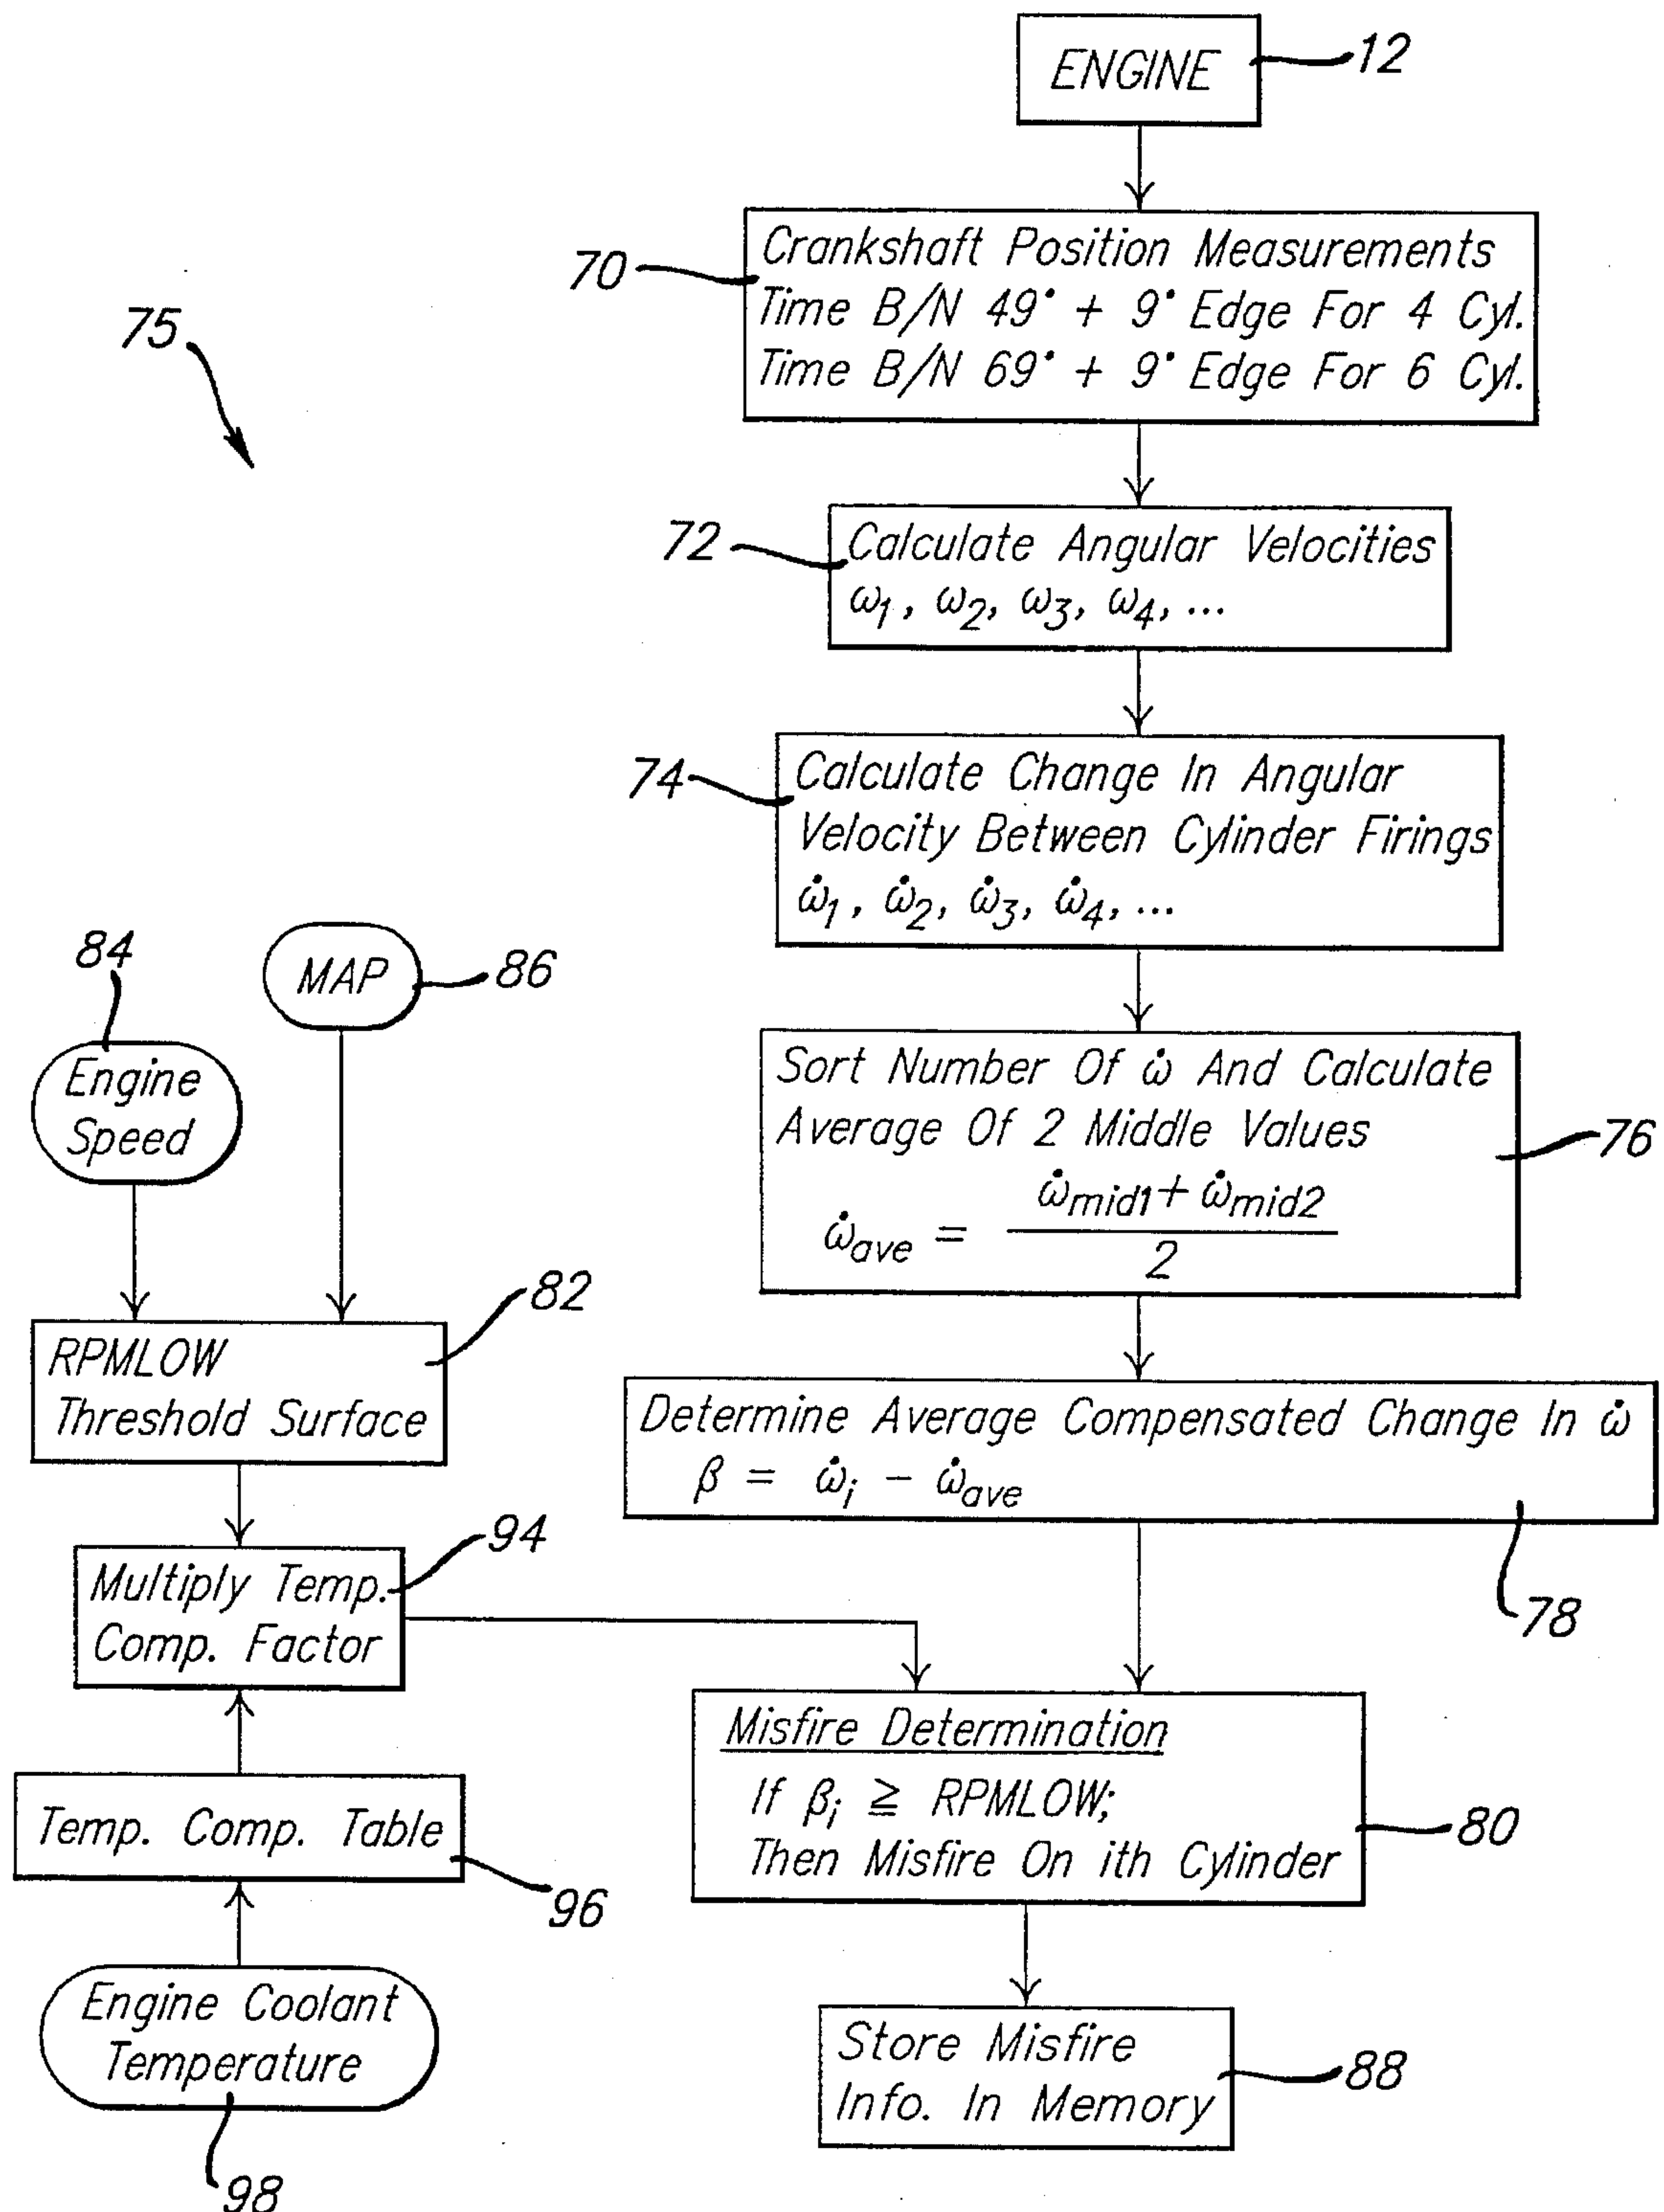 ENGINE
12
70
Crankshaft Position Measurements
Time B/N 49° + 9° Edge For 4 Cyl.
Time B/N 69° + 9° Edge For 6 Cyl.
75
72
Calculate Angular Velocities
ω1, ω2, ω3, ω4, ...
74
Calculate Change In Angular
Velocity Between Cylinder Firings
ω̇1, ω̇2, ω̇3, ω̇4, ...
84
MAP
86
Engine
Speed
Sort Number Of ω̇ And Calculate
Average Of 2 Middle Values
ω̇ave = (ω̇mid1 + ω̇mid2) / 2
76
82
RPMLOW
Threshold Surface
Determine Average Compensated Change In ω̇
β = ω̇i - ω̇ave
78
94
Multiply Temp.
Comp. Factor
Misfire Determination
If βi ≧ RPMLOW;
Then Misfire On ith Cylinder
80
Temp. Comp. Table
96
Engine Coolant
Temperature
98
Store Misfire
Info. In Memory
88